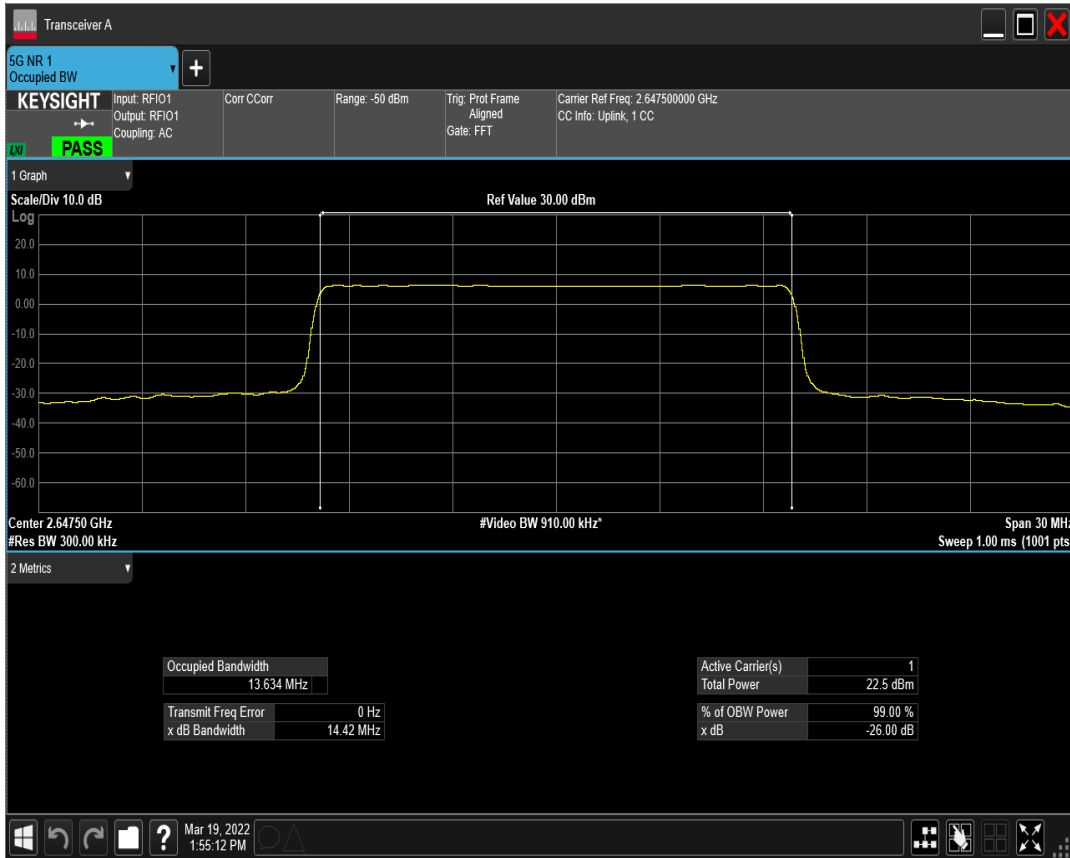 Transceiver A
5G NR 1
Occupied BW
+
KEYSIGHT
LXI
PASS
Input: RFIO1
Output: RFIO1
Coupling: AC
Corr CCorr
Range: -50 dBm
Trig: Prot Frame
Aligned
Gate: FFT
Carrier Ref Freq: 2.647500000 GHz
CC Info: Uplink, 1 CC
1 Graph
Scale/Div 10.0 dB
Ref Value 30.00 dBm
Log
20.0
10.0
0.00
-10.0
-20.0
-30.0
-40.0
-50.0
-60.0
Center 2.64750 GHz
#Video BW 910.00 kHz*
Span 30 MHz
#Res BW 300.00 kHz
Sweep 1.00 ms (1001 pts
2 Metrics
Occupied Bandwidth
13.634 MHz
Transmit Freq Error 0 Hz
x dB Bandwidth 14.42 MHz
Active Carrier(s) 1
Total Power 22.5 dBm
% of OBW Power 99.00 %
x dB -26.00 dB
?
Mar 19, 2022
1:55:12 PM